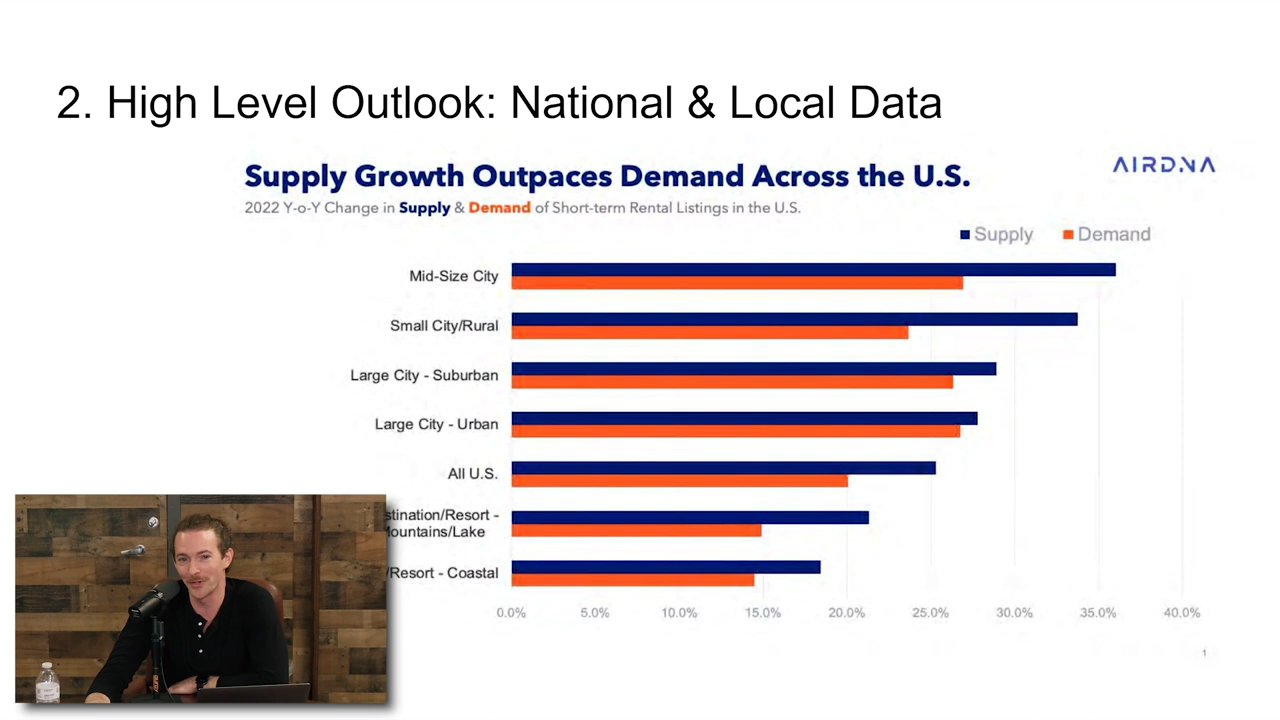 2. High Level Outlook: National & Local Data
Supply Growth Outpaces Demand Across the U.S.
AIRDNA
2022 Y-o-Y Change in Supply & Demand of Short-term Rental Listings in the U.S.
Supply Demand
Mid-Size City
Small City/Rural
Large City - Suburban
Large City - Urban
All U.S.
stination/Resort -
Mountains/Lake
/Resort - Coastal
0.0% 5.0% 10.0% 15.0% 20.0% 25.0% 30.0% 35.0% 40.0%
1